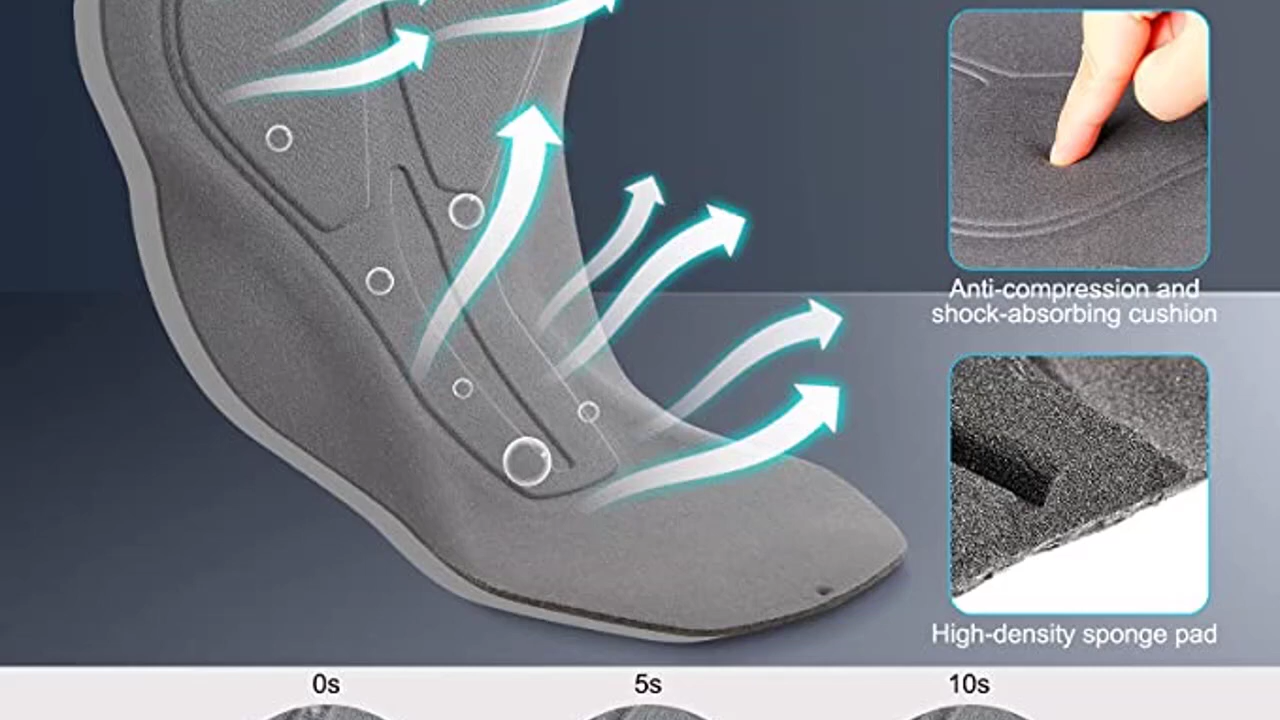 Anti-compression and
shock-absorbing cushion
High-density sponge pad
0s
5s
10s